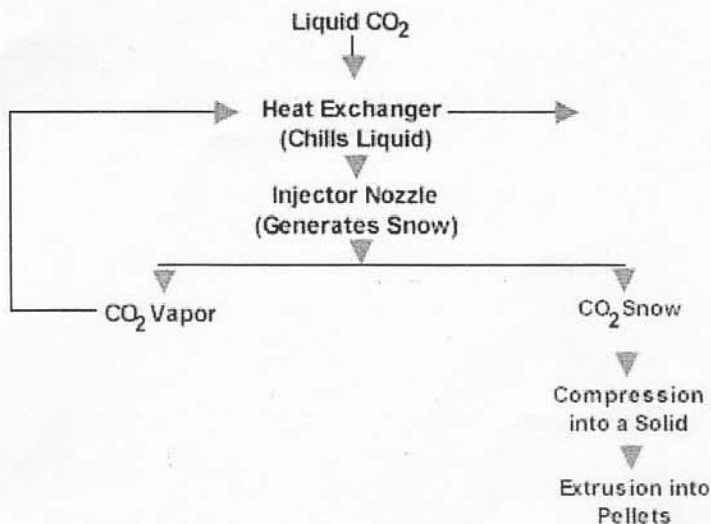 Liquid CO2
Heat Exchanger
(Chills Liquid)
Injector Nozzle
(Generates Snow)
CO2 Vapor
CO2 Snow
Compression
into a Solid
Extrusion into
Pellets